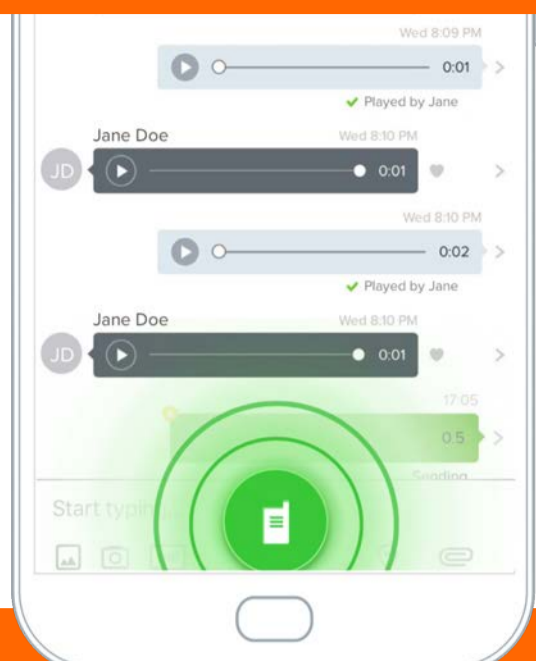 Wed 8:09 PM
0:01
Played by Jane
Jane Doe
Wed 8:10 PM
JD
0:01
Wed 8:10 PM
0:02
Played by Jane
Jane Doe
Wed 8:10 PM
JD
0:01
17:05
0.5
Sending
Start typing